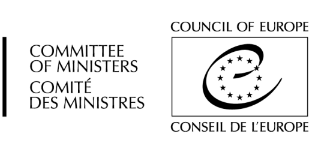 COMMITTEE
OF MINISTERS
COMITÉ
DES MINISTRES
COUNCIL OF EUROPE
CONSEIL DE L'EUROPE